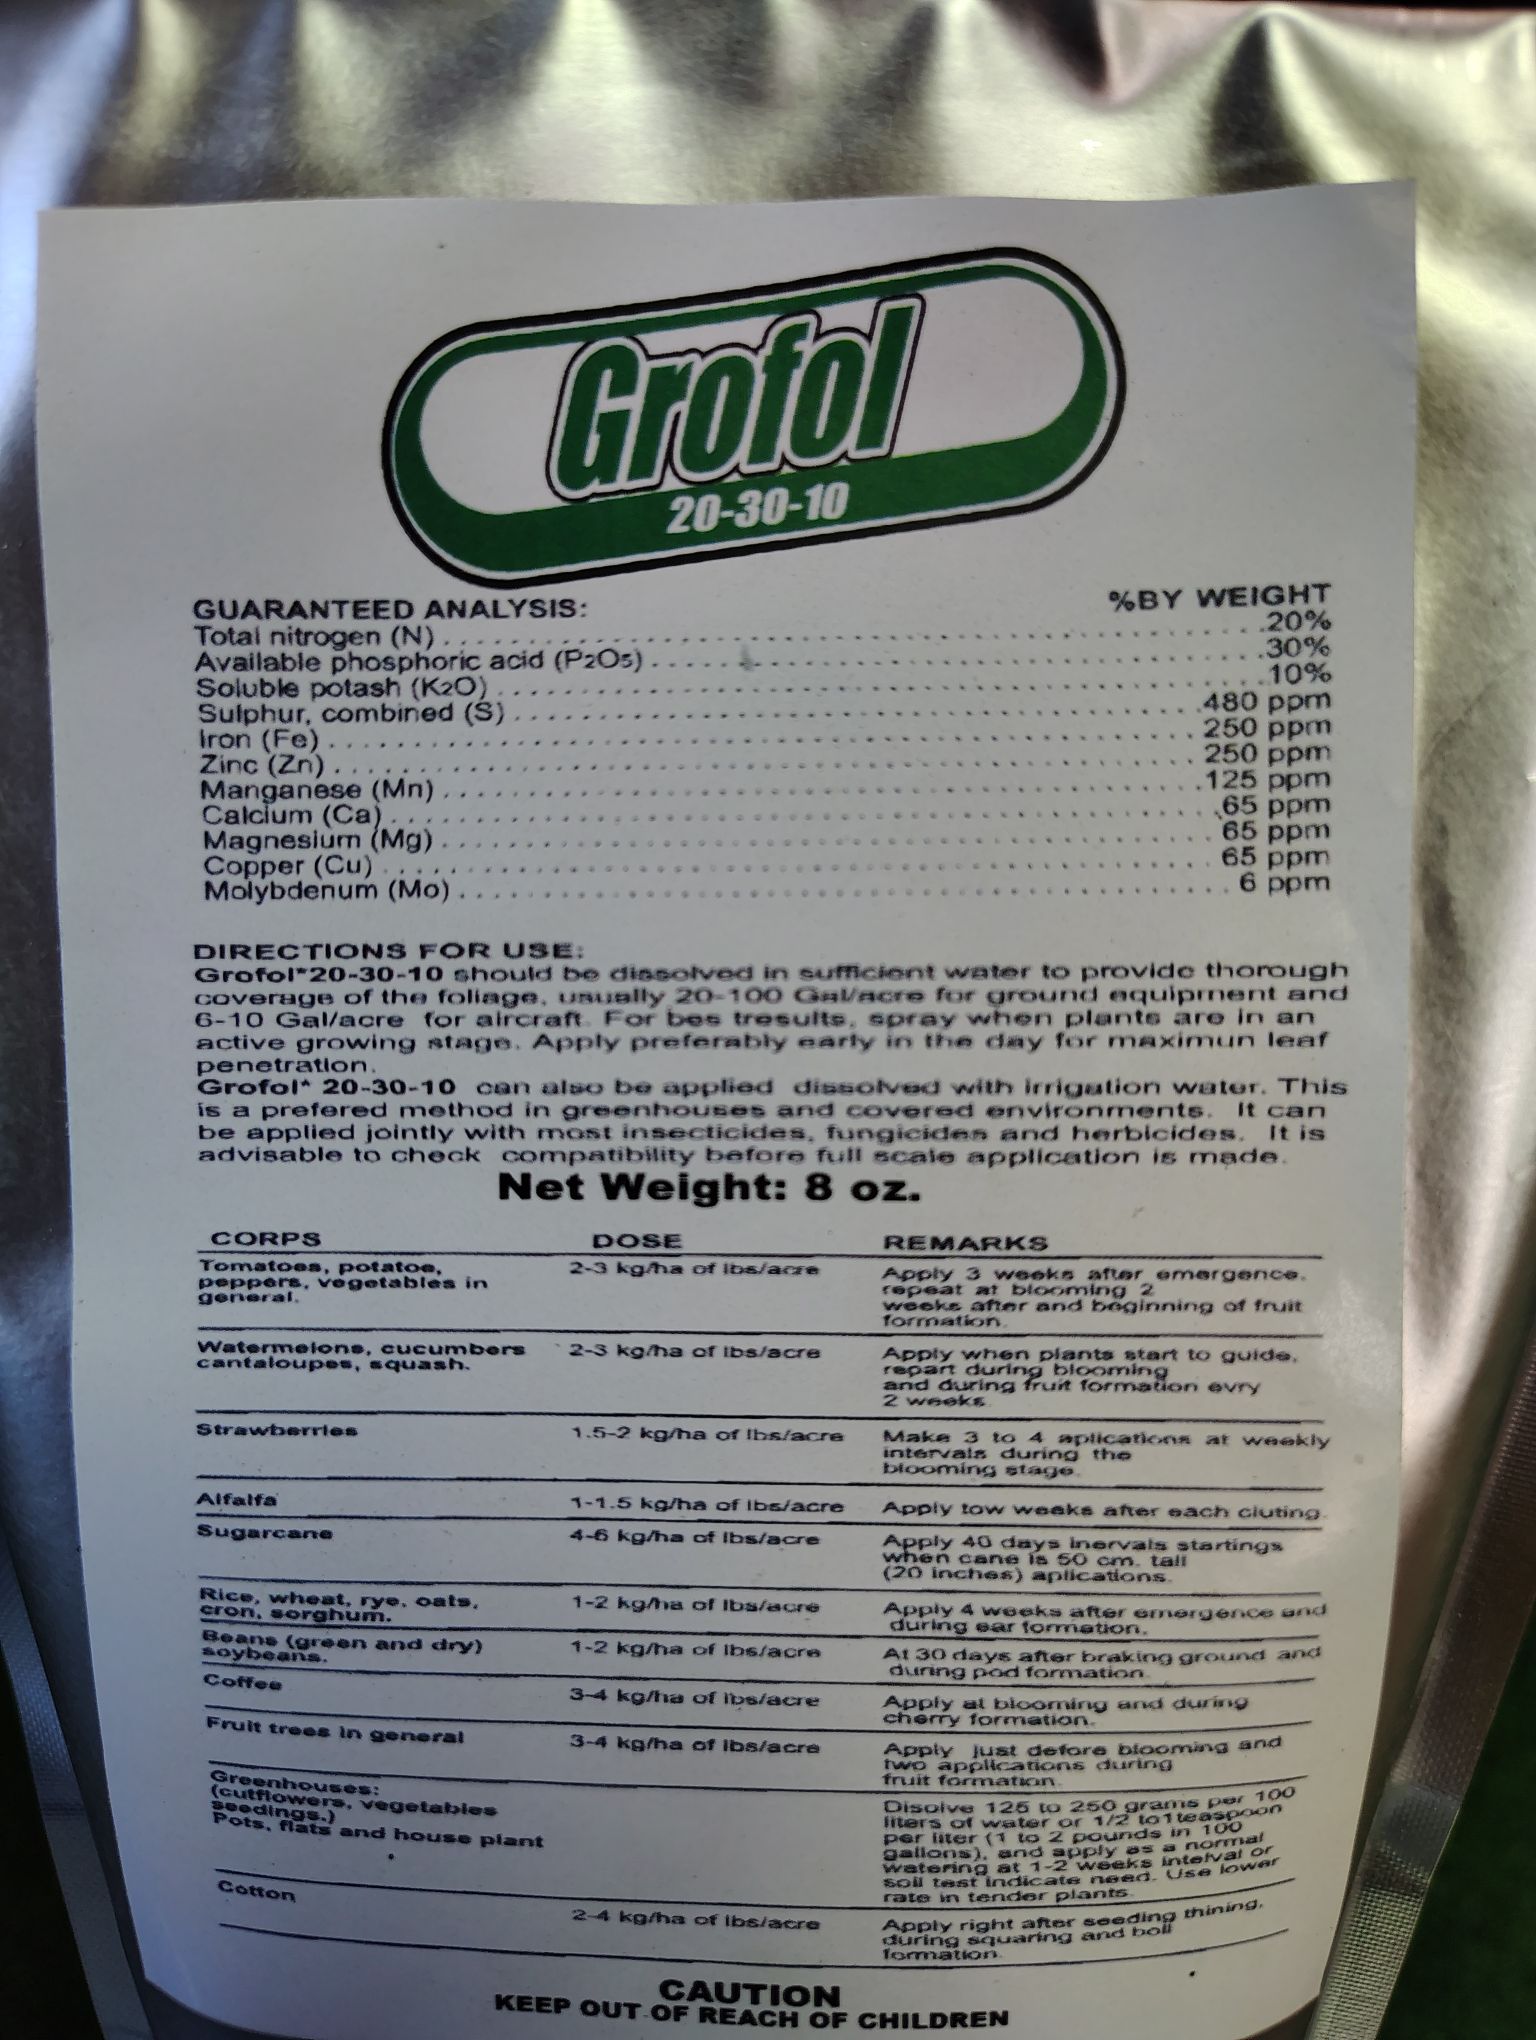 Grofol
20-30-10
GUARANTEED ANALYSIS: %BY WEIGHT
Total nitrogen (N) 20%
Available phosphoric acid (P2O5) 30%
Soluble potash (K2O) 10%
Sulphur, combined (S) 480 ppm
Iron (Fe) 250 ppm
Zinc (Zn) 250 ppm
Manganese (Mn) 125 ppm
Calcium (Ca) 65 ppm
Magnesium (Mg) 65 ppm
Copper (Cu) 65 ppm
Molybdenum (Mo) 6 ppm
DIRECTIONS FOR USE:
Grofol*20-30-10 should be dissolved in sufficient water to provide thorough
coverage of the foliage, usually 20-100 Gal/acre for ground equipment and
6-10 Gal/acre for aircraft. For bes tresults, spray when plants are in an
active growing stage. Apply preferably early in the day for maximun leaf
penetration.
Grofol* 20-30-10 can also be applied dissolved with irrigation water. This
is a prefered method in greenhouses and covered environments. It can
be applied jointly with most insecticides, fungicides and herbicides. It is
advisable to check compatibility before full scale application is made.
Net Weight: 8 oz.
CORPS DOSE REMARKS
Tomatoes, potatoe, 2-3 kg/ha of lbs/acre Apply 3 weeks after emergence,
peppers, vegetables in repeat at blooming 2
general. weeks after and beginning of fruit
formation.
Watermelons, cucumbers 2-3 kg/ha of lbs/acre Apply when plants start to guide,
cantaloupes, squash. repart during blooming
and during fruit formation evry
2 weeks.
Strawberries 1.5-2 kg/ha of lbs/acre Make 3 to 4 aplications at weekly
intervals during the
blooming stage.
Alfalfa 1-1.5 kg/ha of lbs/acre Apply tow weeks after each cluting.
Sugarcane 4-6 kg/ha of lbs/acre Apply 40 days inervals startings
when cane is 50 cm. tall
(20 inches) aplications.
Rice, wheat, rye, oats, 1-2 kg/ha of lbs/acre Apply 4 weeks after emergence and
cron, sorghum. during ear formation.
Beans (green and dry) 1-2 kg/ha of lbs/acre At 30 days after braking ground and
soybeans. during pod formation.
Coffee 3-4 kg/ha of lbs/acre Apply at blooming and during
cherry formation.
Fruit trees in general 3-4 kg/ha of lbs/acre Apply just defore blooming and
two applications during
fruit formation.
Greenhouses: Disolve 125 to 250 grams per 100
(cutflowers, vegetables liters of water or 1/2 to1teaspoon
seedings.) per liter (1 to 2 pounds in 100
Pots, flats and house plant gallons), and apply as a normal
watering at 1-2 weeks intelval or
soil test indicate need. Use lower
rate in tender plants.
Cotton 2-4 kg/ha of lbs/acre Apply right after seeding thining,
during squaring and boll
formation.
CAUTION
KEEP OUT OF REACH OF CHILDREN